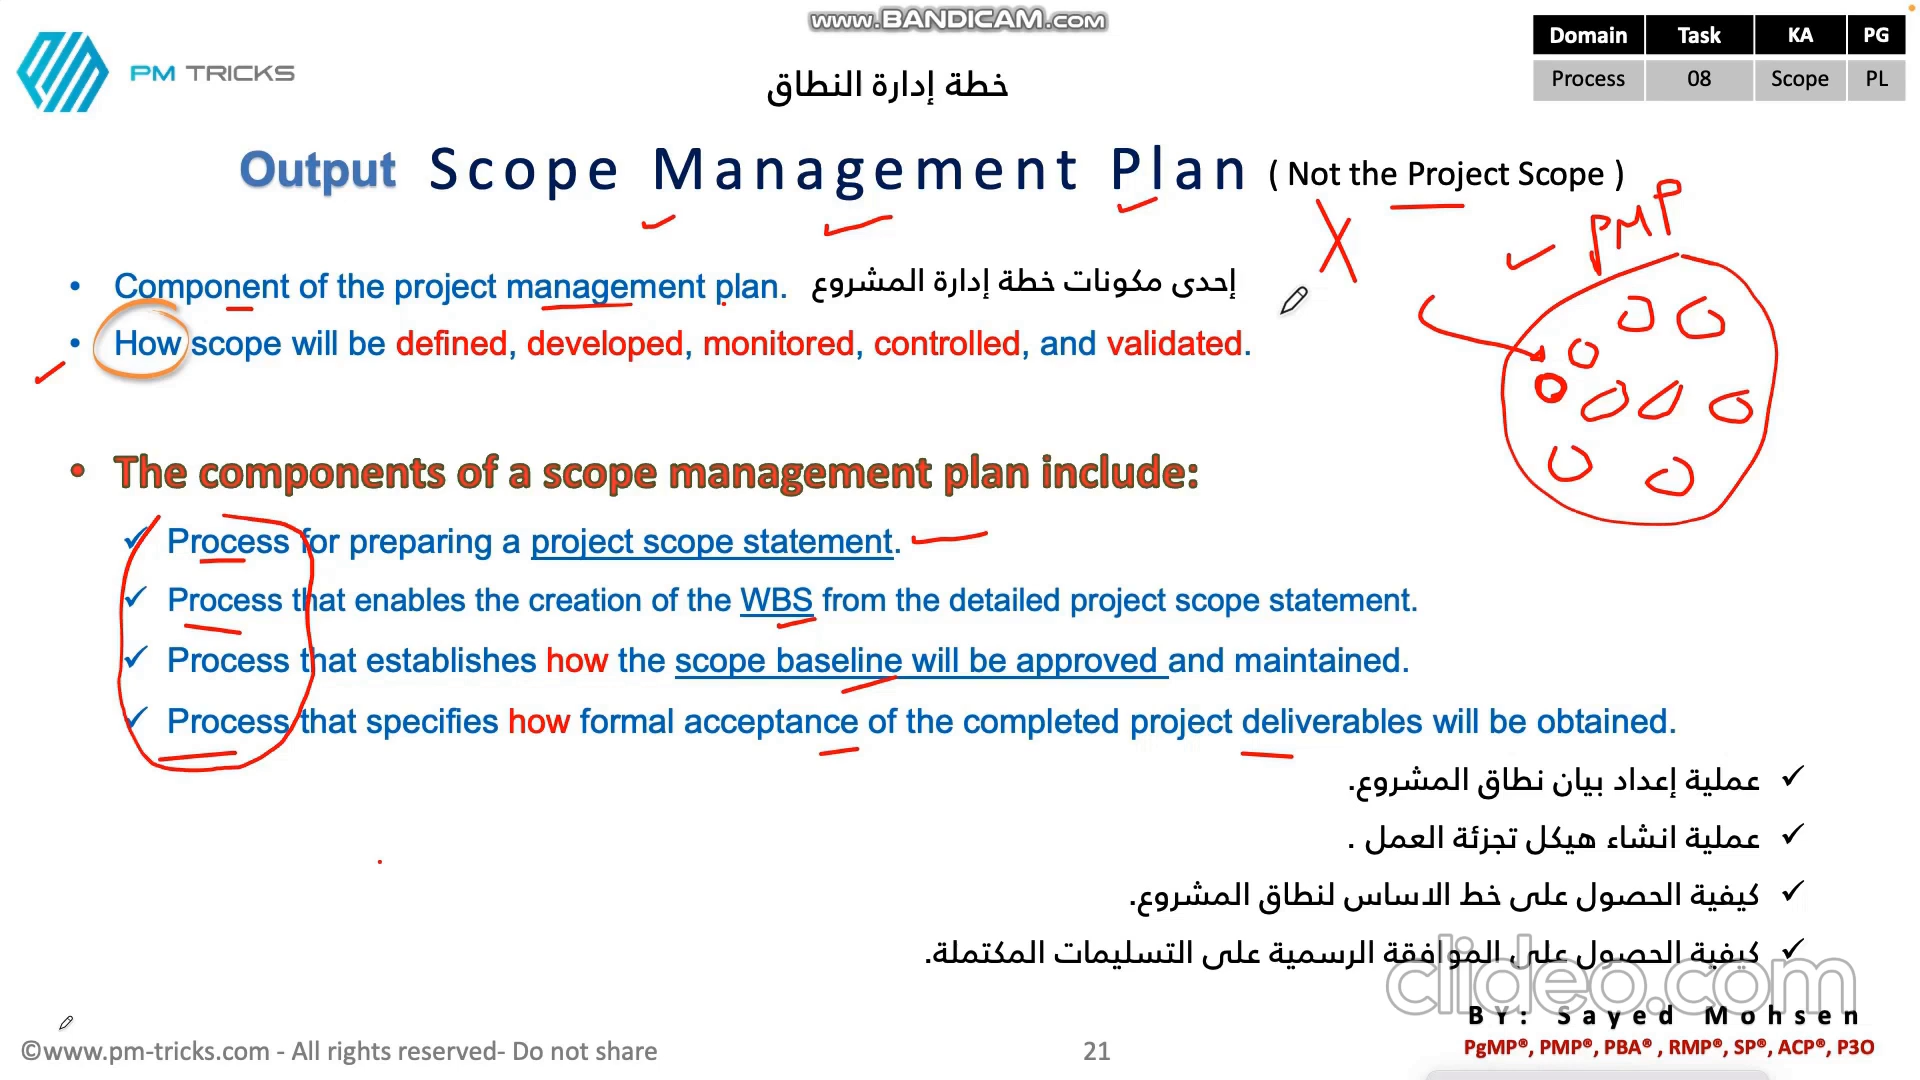 www.BANDICAM.com
PM TRICKS
Domain Task KA PG
Process 08 Scope PL
خطة إدارة النطاق
Output Scope Management Plan ( Not the Project Scope )
PMP
• Component of the project management plan. إحدى مكونات خطة إدارة المشروع
• How scope will be defined, developed, monitored, controlled, and validated.
• The components of a scope management plan include:
✓ Process for preparing a project scope statement.
✓ Process that enables the creation of the WBS from the detailed project scope statement.
✓ Process that establishes how the scope baseline will be approved and maintained.
✓ Process that specifies how formal acceptance of the completed project deliverables will be obtained.
✓ عملية إعداد بيان نطاق المشروع.
✓ عملية انشاء هيكل تجزئة العمل .
✓ كيفية الحصول على خط الاساس لنطاق المشروع.
✓ كيفية الحصول على الموافقة الرسمية على التسليمات المكتملة.
clideo.com
BY: Sayed Mohsen
©www.pm-tricks.com - All rights reserved- Do not share
21
PgMP®, PMP®, PBA® , RMP®, SP®, ACP®, P3O